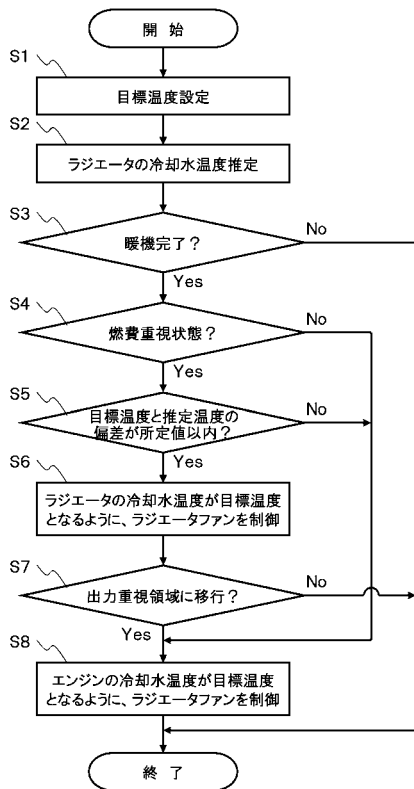 開 始
S1
目標温度設定
S2
ラジエータの冷却水温度推定
S3
暖機完了？
No
Yes
S4
燃費重視状態？
No
Yes
S5
目標温度と推定温度の
偏差が所定値以内？
No
Yes
S6
ラジエータの冷却水温度が目標温度
となるように、ラジエータファンを制御
S7
出力重視領域に移行？
No
Yes
S8
エンジンの冷却水温度が目標温度
となるように、ラジエータファンを制御
終 了